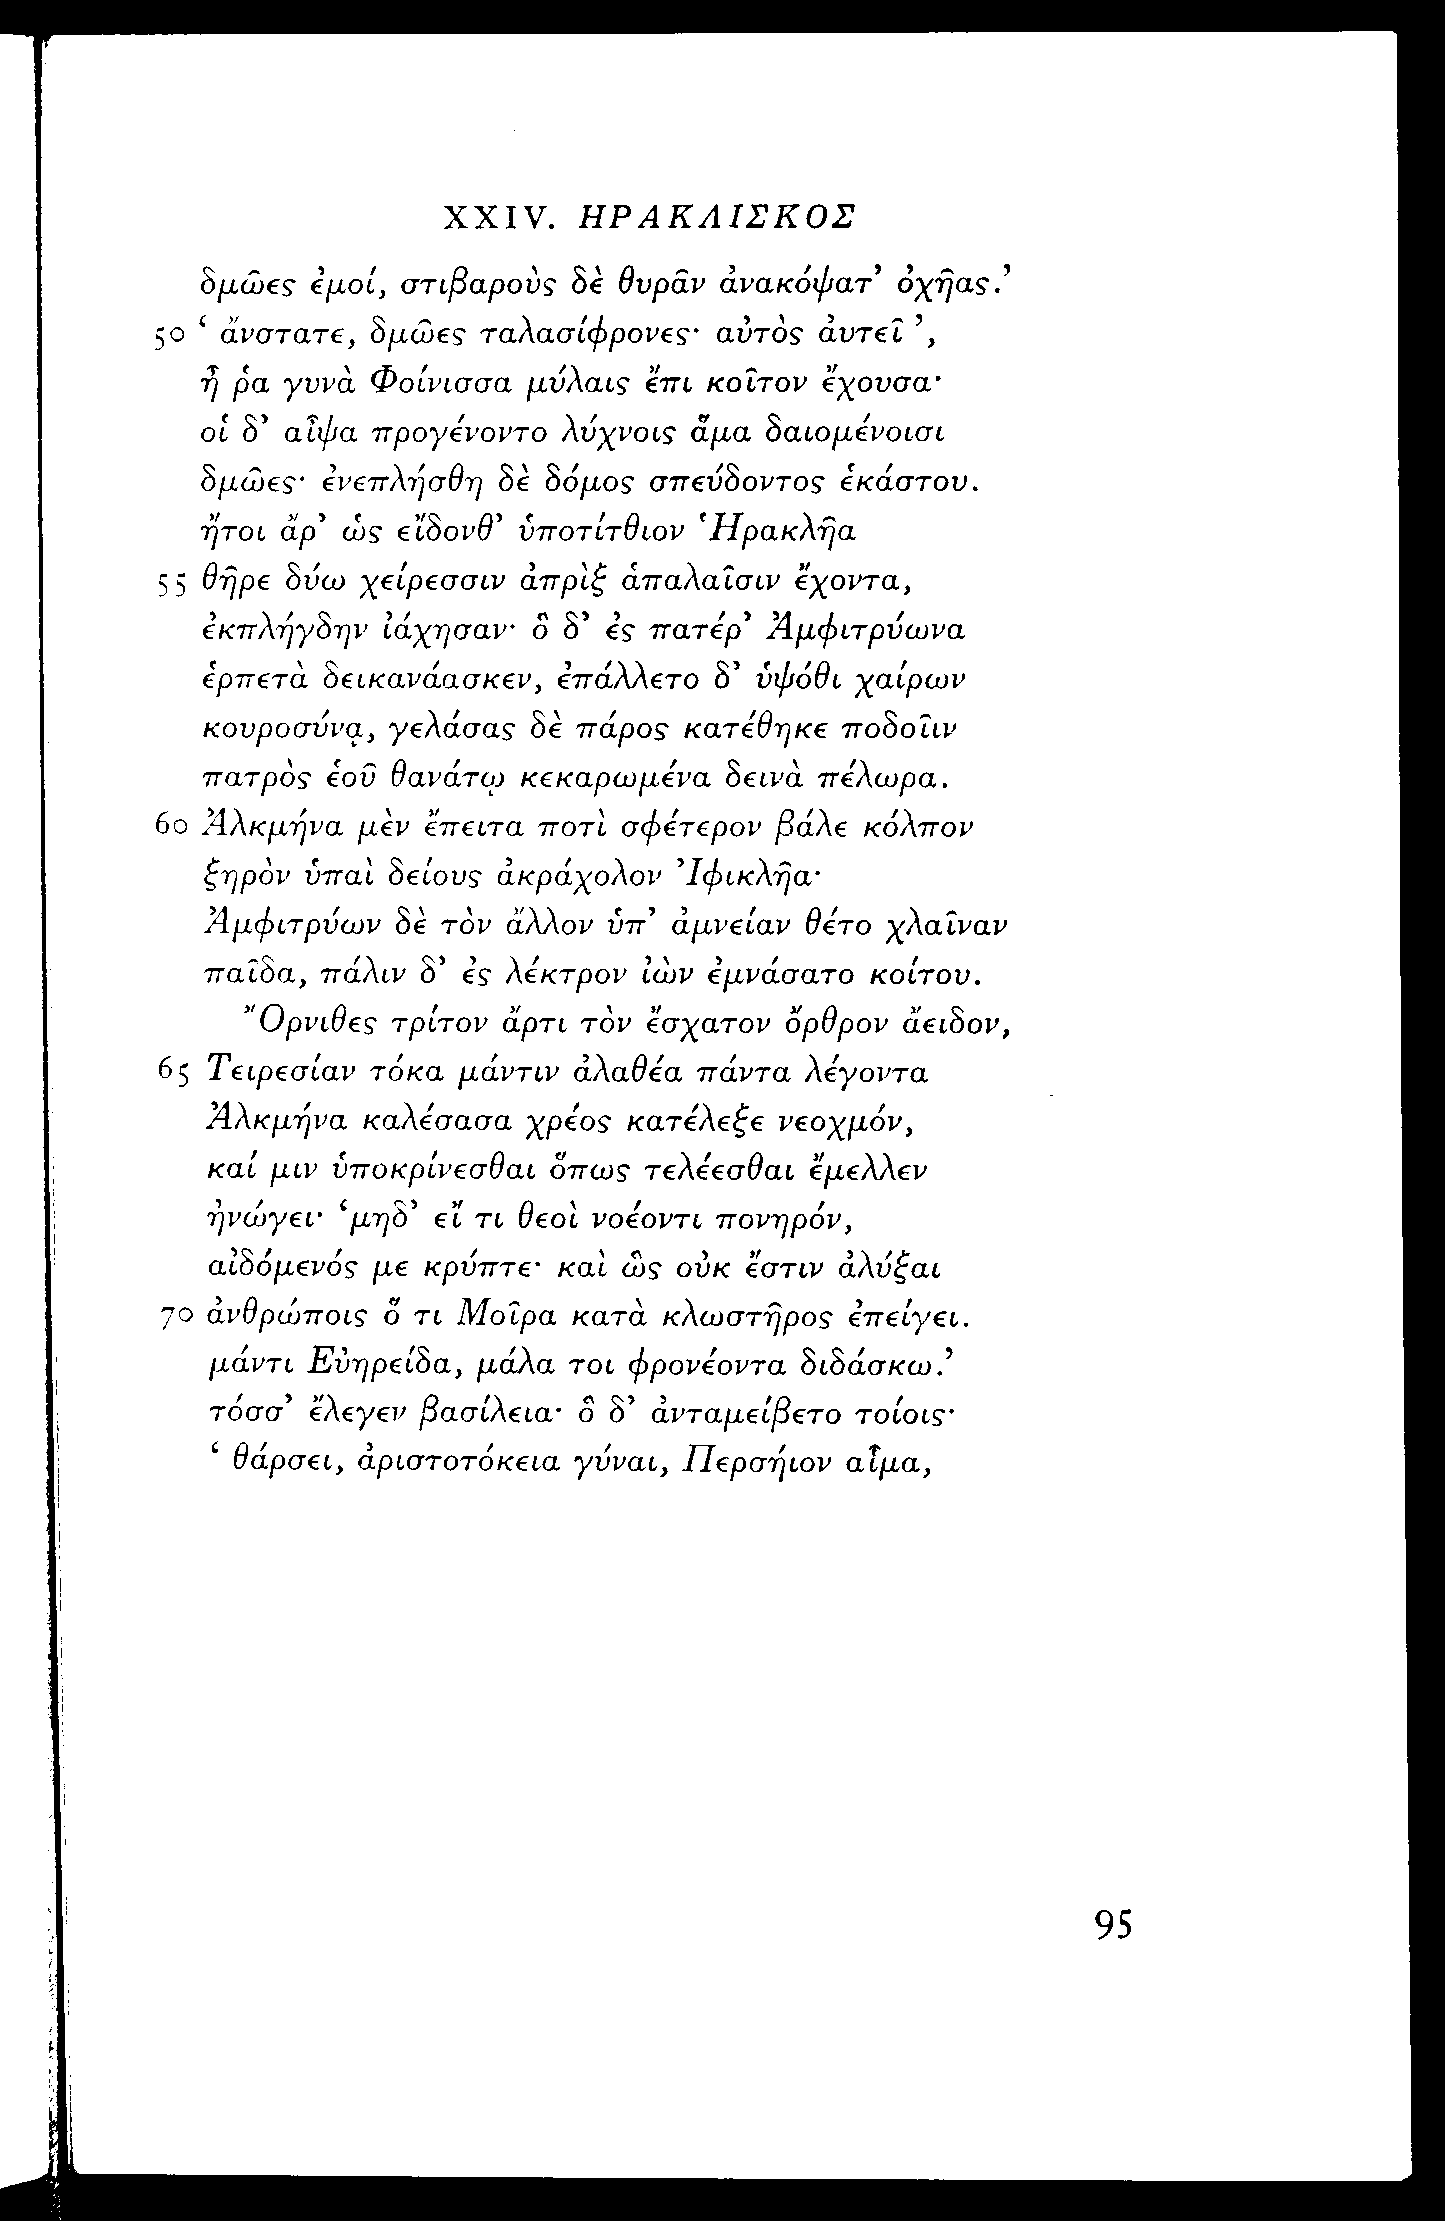 XXIV. ΗΡΑΚΛΙΣΚΟΣ
δμῶες ἐμοί, στιβαροὺς δὲ θυρᾶν ἀνακόψατ’ ὀχῆας.’
50 ‘ ἄνστατε, δμῶες ταλασίφρονες· αὐτὸς ἀυτεῖ ’,
ἦ ῥα γυνὰ Φοίνισσα μύλαις ἔπι κοῖτον ἔχουσα·
οἱ δ’ αἶψα προγένοντο λύχνοις ἅμα δαιομένοισι
δμῶες· ἐνεπλήσθη δὲ δόμος σπεύδοντος ἑκάστου.
ἤτοι ἄρ’ ὡς εἴδονθ’ ὑποτίτθιον Ἡρακλῆα
55 θῆρε δύω χείρεσσιν ἀπρὶξ ἁπαλαῖσιν ἔχοντα,
ἐκπλήγδην ἰάχησαν· ὃ δ’ ἐς πατέρ’ Ἀμφιτρύωνα
ἑρπετὰ δεικανάασκεν, ἐπάλλετο δ’ ὑψόθι χαίρων
κουροσύνᾳ, γελάσας δὲ πάρος κατέθηκε ποδοῖιν
πατρὸς ἑοῦ θανάτῳ κεκαρωμένα δεινὰ πέλωρα.
60 Ἀλκμήνα μὲν ἔπειτα ποτὶ σφέτερον βάλε κόλπον
ξηρὸν ὑπαὶ δείους ἀκράχολον Ἰφικλῆα·
Ἀμφιτρύων δὲ τὸν ἄλλον ὑπ’ ἀμνείαν θέτο χλαῖναν
παῖδα, πάλιν δ’ ἐς λέκτρον ἰὼν ἐμνάσατο κοίτου.
Ὄρνιθες τρίτον ἄρτι τὸν ἔσχατον ὄρθρον ἄειδον,
65 Τειρεσίαν τόκα μάντιν ἀλαθέα πάντα λέγοντα
Ἀλκμήνα καλέσασα χρέος κατέλεξε νεοχμόν,
καί μιν ὑποκρίνεσθαι ὅπως τελέεσθαι ἔμελλεν
ἠνώγει· ‘μηδ’ εἴ τι θεοὶ νοέοντι πονηρόν,
αἰδόμενός με κρύπτε· καὶ ὣς οὐκ ἔστιν ἀλύξαι
70 ἀνθρώποις ὅ τι Μοῖρα κατὰ κλωστῆρος ἐπείγει.
μάντι Εὐηρείδα, μάλα τοι φρονέοντα διδάσκω.’
τόσσ’ ἔλεγεν βασίλεια· ὃ δ’ ἀνταμείβετο τοίοις·
‘ θάρσει, ἀριστοτόκεια γύναι, Περσήιον αἷμα,
95